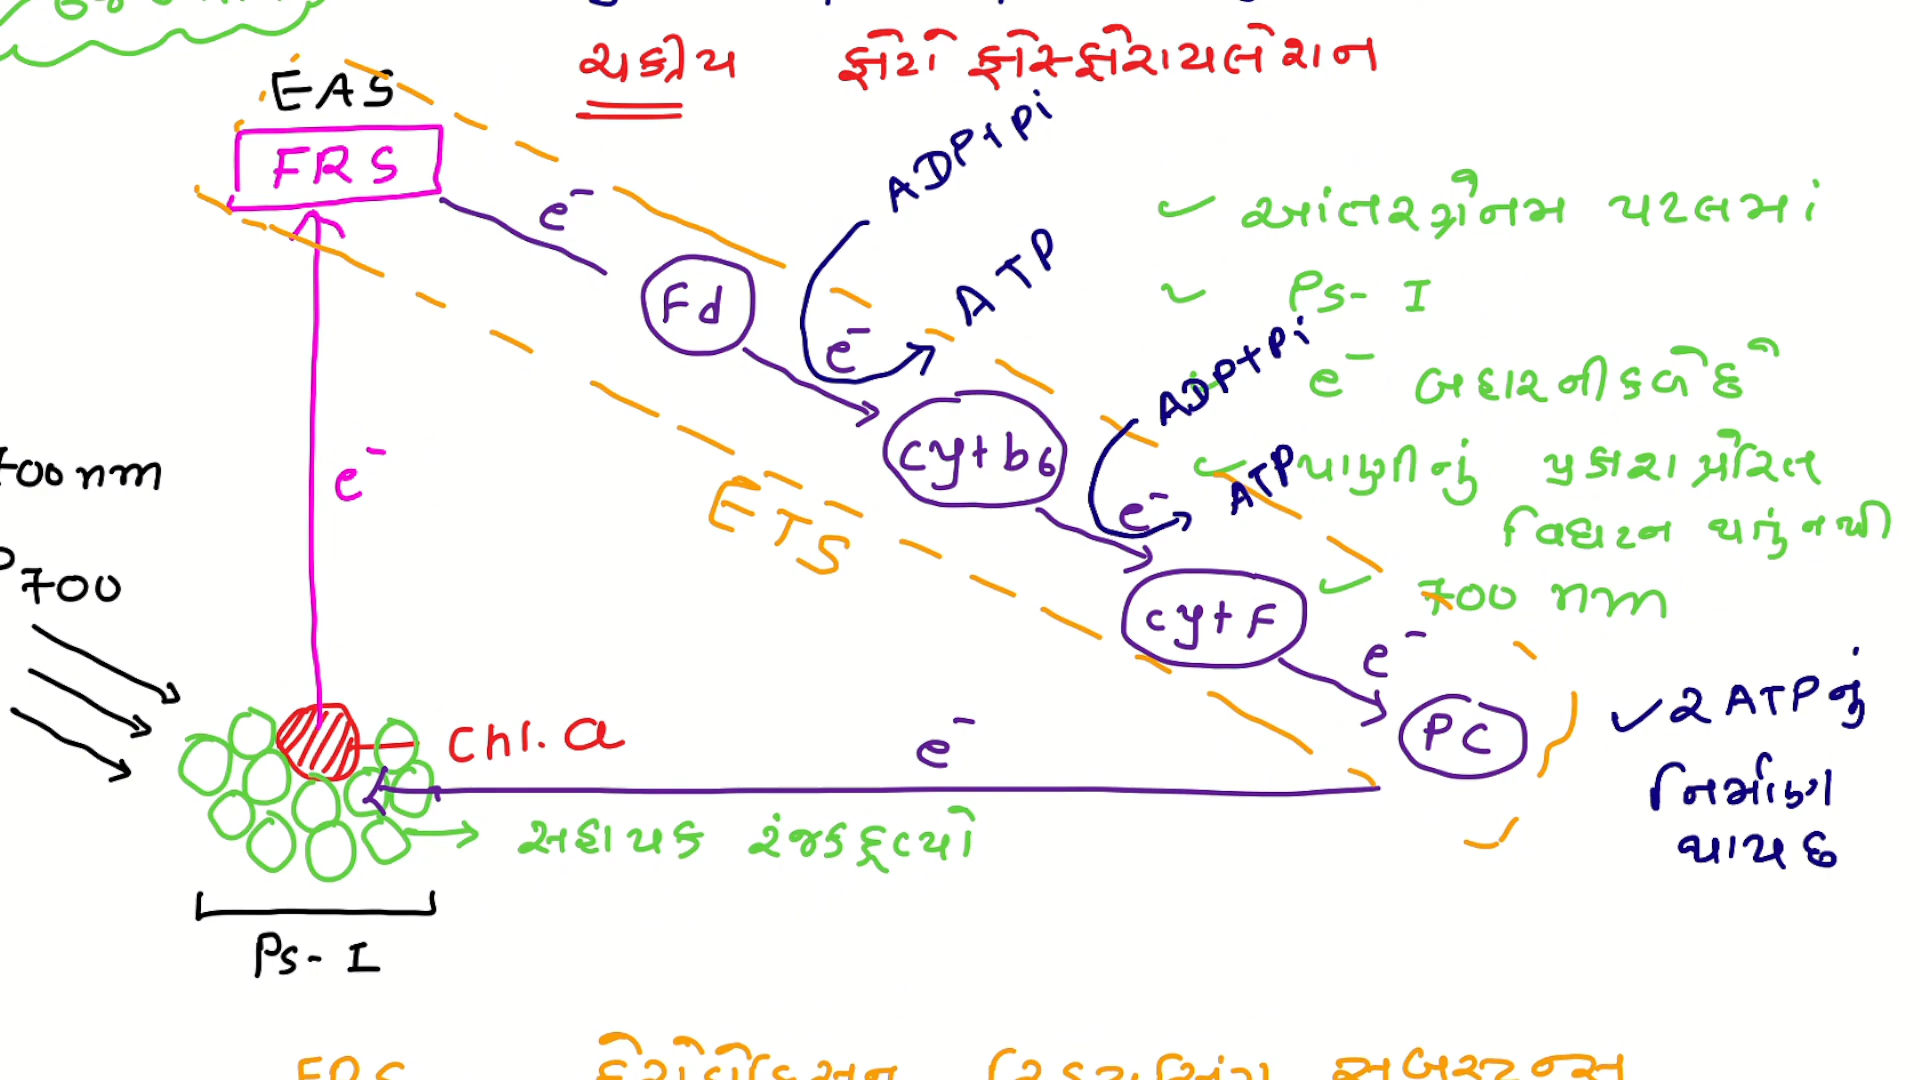 ચક્રીય ફોટો ફોસ્ફોરાયલેશન
EAS
FRS
e⁻
Fd
ADP+Pi
ATP
e⁻
cyt b6
ADP+Pi
ATP
e⁻
cyt F
e⁻
PC
ETS
✓ આંતરગ્રેનમ પટલમાં
✓ PS-I
e⁻ બહાર નીકળે છે
✓ પાણીનું પ્રકાશ પ્રેરિત
વિઘટન થતું નથી
✓ 700 nm
✓ 2 ATP નું
નિર્માણ
થાય છે
700 nm
P700
e⁻
Chl. a
e⁻
સહાયક રંજકદ્રવ્યો
PS-I
FRS